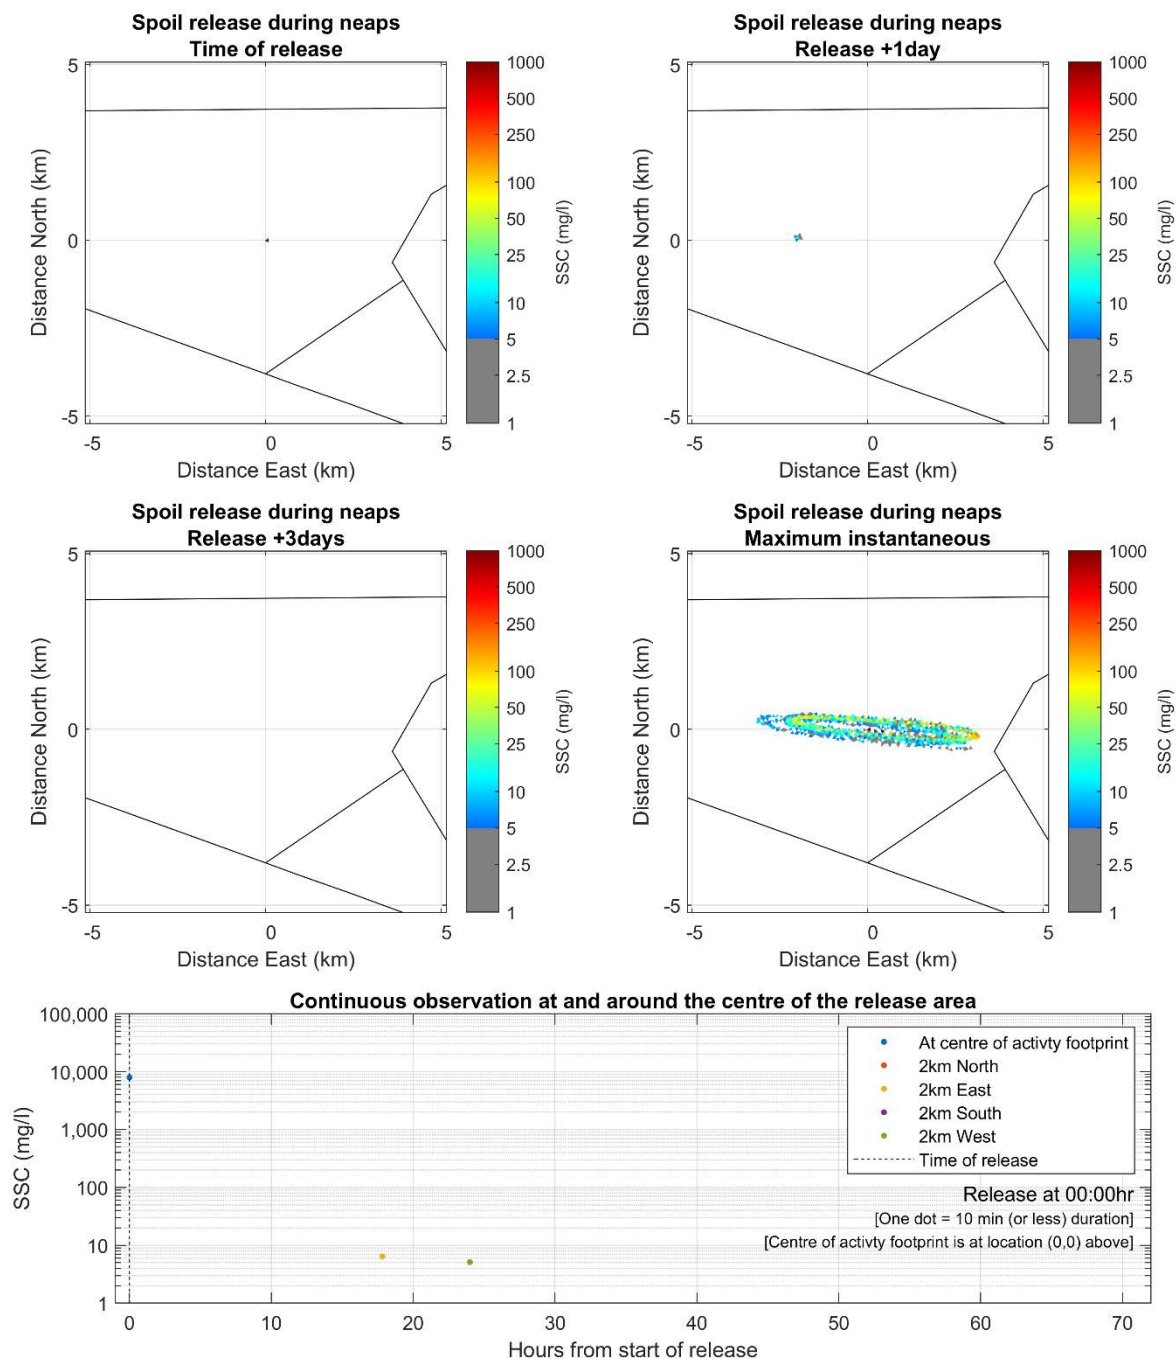 Spoil release during neaps
Time of release
5
0
-5
-5
0
5
Distance North (km)
Distance East (km)
1000
500
250
100
50
25
10
5
2.5
1
SSC (mg/l)
Spoil release during neaps
Release +1day
5
0
-5
-5
0
5
Distance North (km)
Distance East (km)
1000
500
250
100
50
25
10
5
2.5
1
SSC (mg/l)
Spoil release during neaps
Release +3days
5
0
-5
-5
0
5
Distance North (km)
Distance East (km)
1000
500
250
100
50
25
10
5
2.5
1
SSC (mg/l)
Spoil release during neaps
Maximum instantaneous
5
0
-5
-5
0
5
Distance North (km)
Distance East (km)
1000
500
250
100
50
25
10
5
2.5
1
SSC (mg/l)
Continuous observation at and around the centre of the release area
100,000
10,000
1,000
100
10
1
SSC (mg/l)
At centre of activty footprint
2km North
2km East
2km South
2km West
Time of release
Release at 00:00hr
[One dot = 10 min (or less) duration]
[Centre of activty footprint is at location (0,0) above]
0
10
20
30
40
50
60
70
Hours from start of release